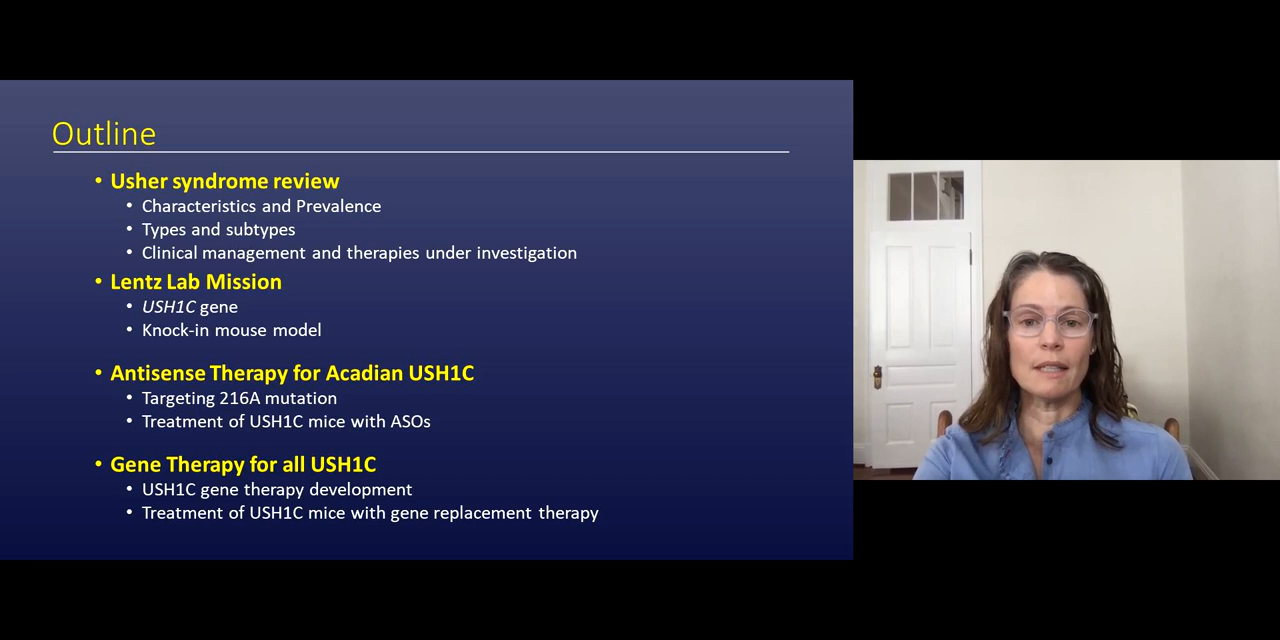 Outline
• Usher syndrome review
• Characteristics and Prevalence
• Types and subtypes
• Clinical management and therapies under investigation
• Lentz Lab Mission
• USH1C gene
• Knock-in mouse model
• Antisense Therapy for Acadian USH1C
• Targeting 216A mutation
• Treatment of USH1C mice with ASOs
• Gene Therapy for all USH1C
• USH1C gene therapy development
• Treatment of USH1C mice with gene replacement therapy